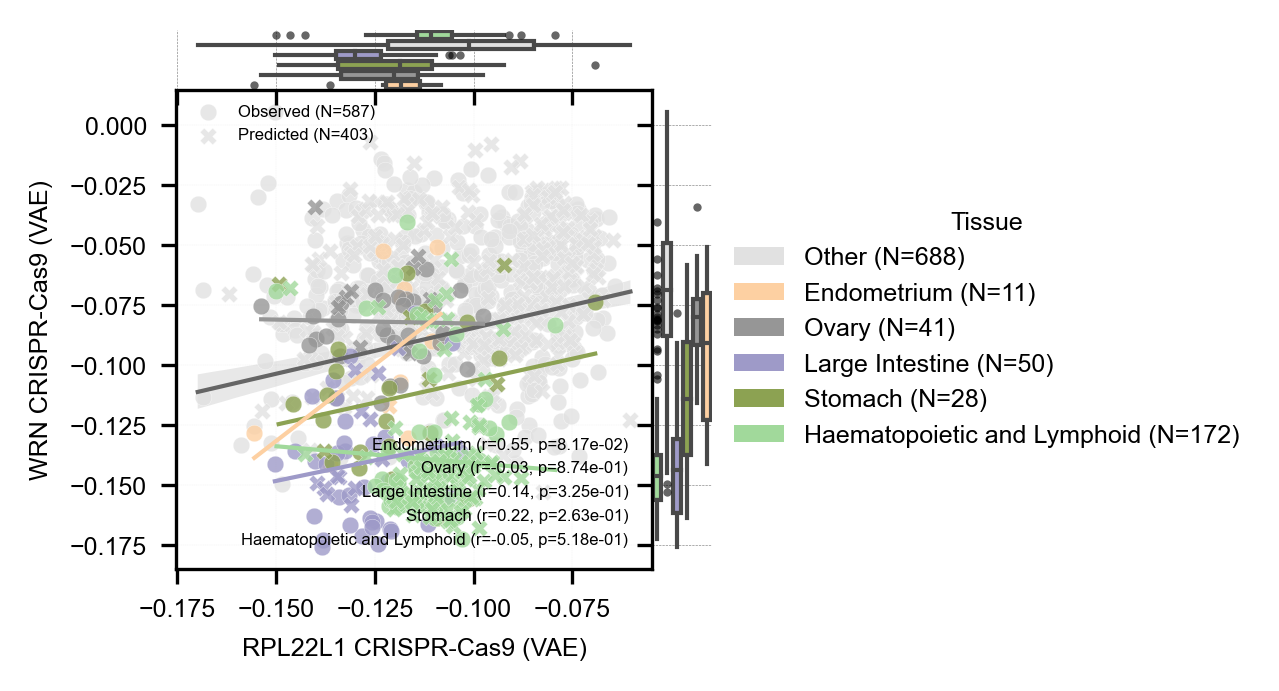 Observed (N=587)
Predicted (N=403)
0.000
−0.025
−0.050
−0.075
−0.100
−0.125
−0.150
−0.175
WRN CRISPR-Cas9 (VAE)
Endometrium (r=0.55, p=8.17e-02)
Ovary (r=-0.03, p=8.74e-01)
Large Intestine (r=0.14, p=3.25e-01)
Stomach (r=0.22, p=2.63e-01)
Haematopoietic and Lymphoid (r=-0.05, p=5.18e-01)
−0.175 −0.150 −0.125 −0.100 −0.075
RPL22L1 CRISPR-Cas9 (VAE)
Tissue
Other (N=688)
Endometrium (N=11)
Ovary (N=41)
Large Intestine (N=50)
Stomach (N=28)
Haematopoietic and Lymphoid (N=172)